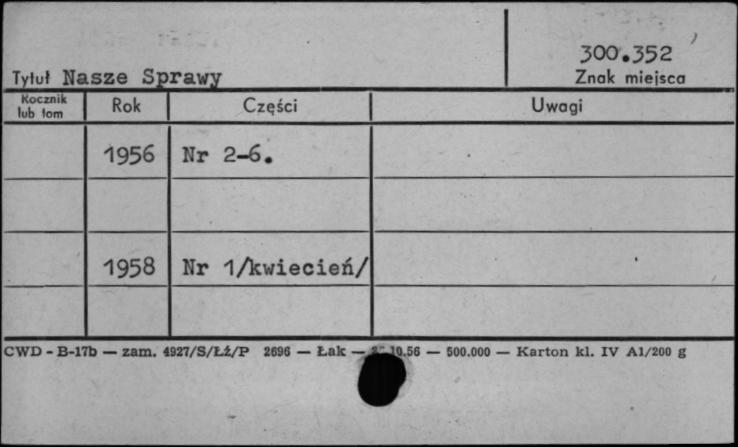 300.352
Tytuł Nasze Sprawy
Znak miejsca
Rocznik lub tom Rok Części Uwagi
1956 Nr 2-6.
1958 Nr 1/kwiecień/
CWD - B-17b — zam. 4927/S/ŁŻ/P 2696 — Łak — 10.56 — 500.000 — Karton kl. IV A1/200 g